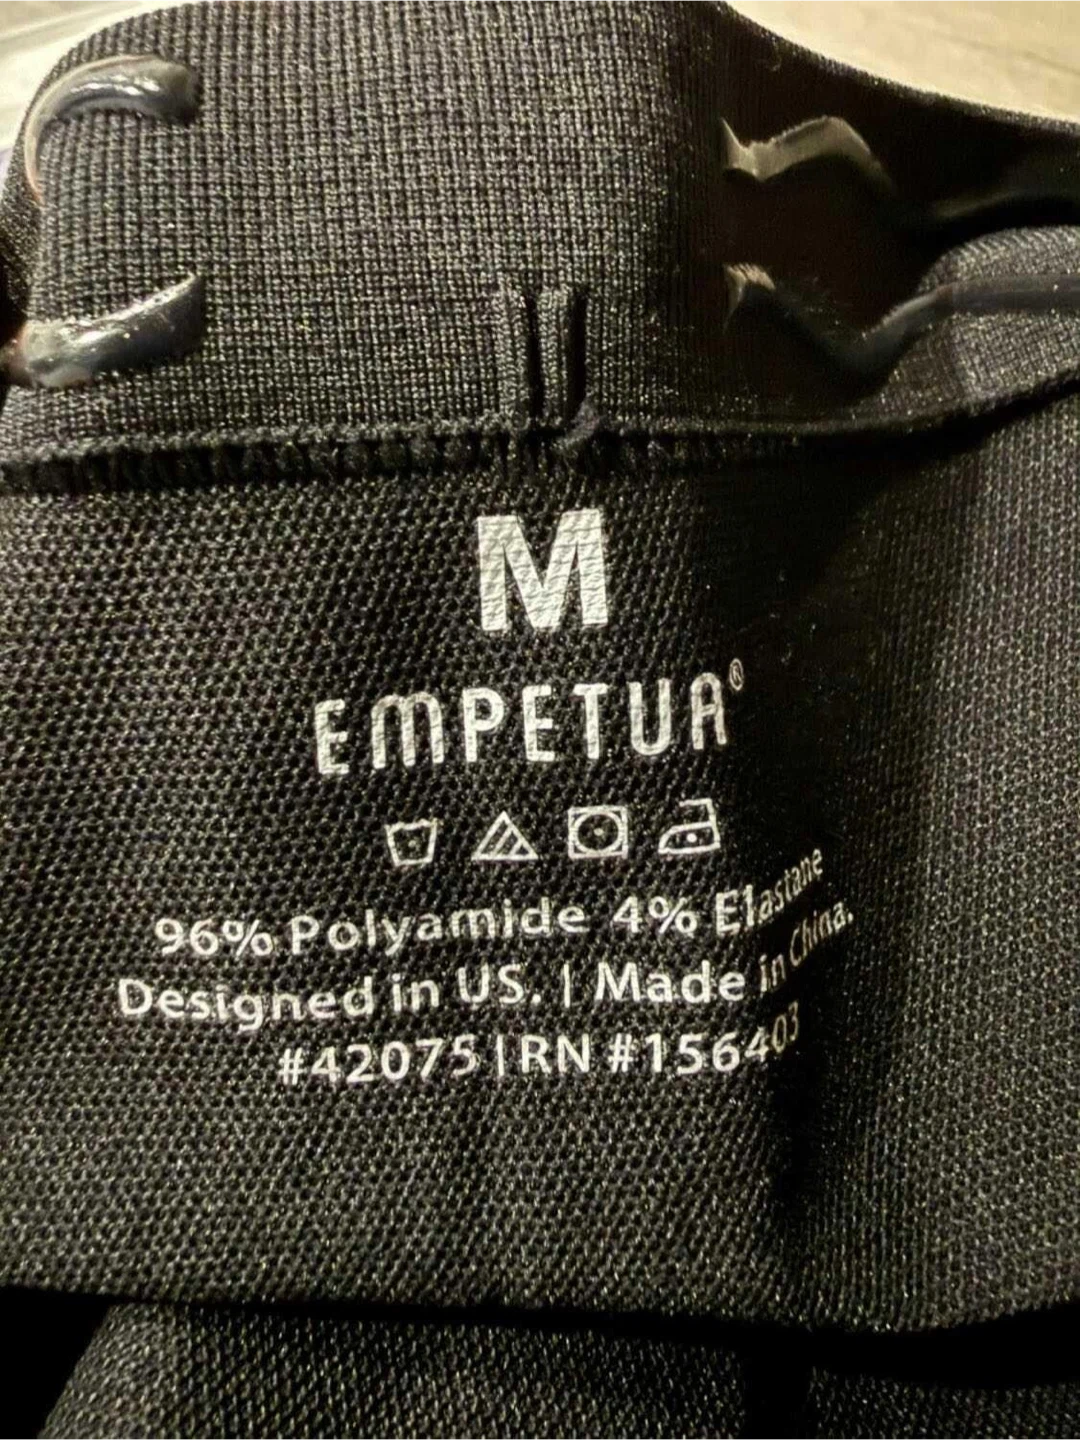 M
EMPETUA®
96% Polyamide 4% Elastane
Designed in US. | Made in China.
#42075 | RN #156403